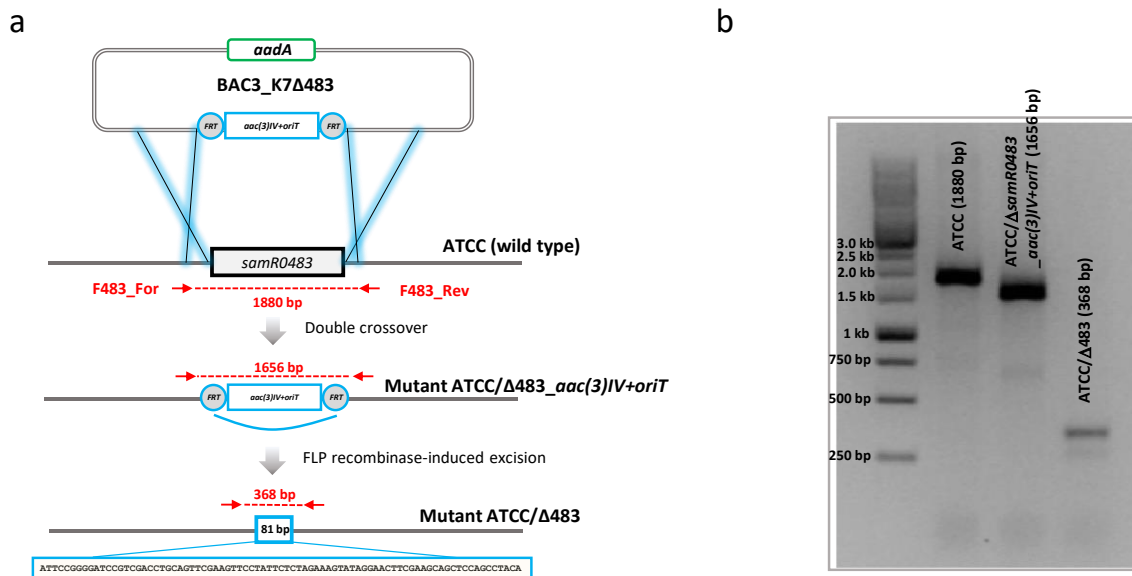 a
aadA
BAC3_K7Δ483
FRT
aac(3)IV+oriT
FRT
ATCC (wild type)
samR0483
F483_For
F483_Rev
1880 bp
Double crossover
1656 bp
Mutant ATCC/Δ483_aac(3)IV+oriT
FRT
aac(3)IV+oriT
FRT
FLP recombinase-induced excision
368 bp
Mutant ATCC/Δ483
81 bp
ATTCCGGGGATCCGTCGACCTGCAGTTCGAAGTTCCTATTCTCTAGAAAGTATAGGAACTTCGAAGCAGCTCCAGCCTACA
b
ATCC (1880 bp)
ATCC/ΔsamR0483
_aac(3)IV+oriT (1656 bp)
ATCC/Δ483 (368 bp)
3.0 kb
2.5 kb
2.0 kb
1.5 kb
1 kb
750 bp
500 bp
250 bp